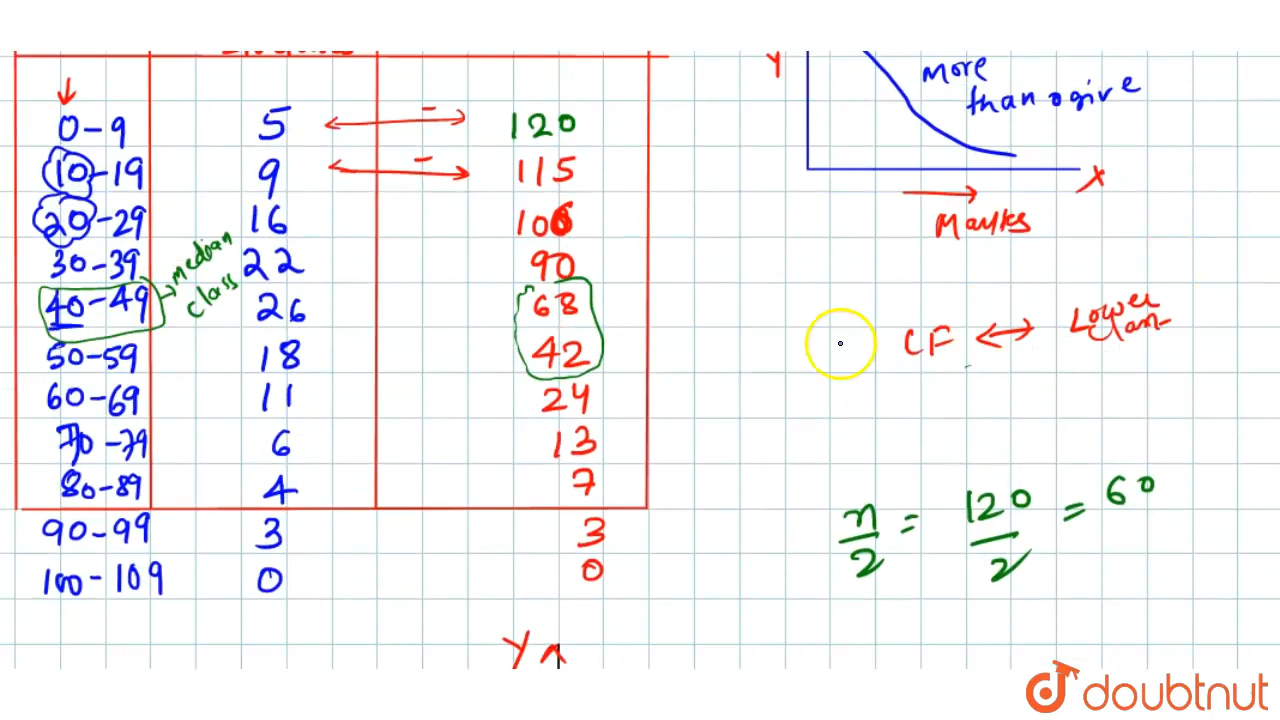 Y
More
than ogive
X
Marks
0-9 5 - 120
10-19 9 - 115
20-29 16 106
30-39 22 90
40-49 26 68
median
class
50-59 18 42
60-69 11 24
70-79 6 13
80-89 4 7
90-99 3 3
100-109 0 0
CF Lower
n/2 = 120/2 = 60
Y
doubtnut